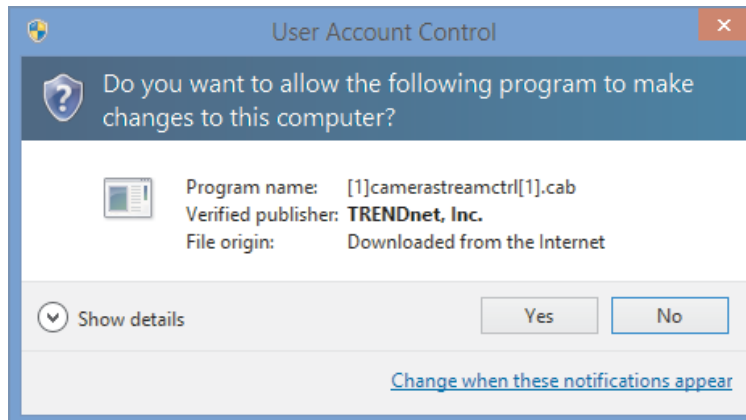 User Account Control
Do you want to allow the following program to make
changes to this computer?
Program name: [1]camerastreamctrl[1].cab
Verified publisher: TRENDnet, Inc.
File origin: Downloaded from the Internet
Show details
Yes
No
Change when these notifications appear